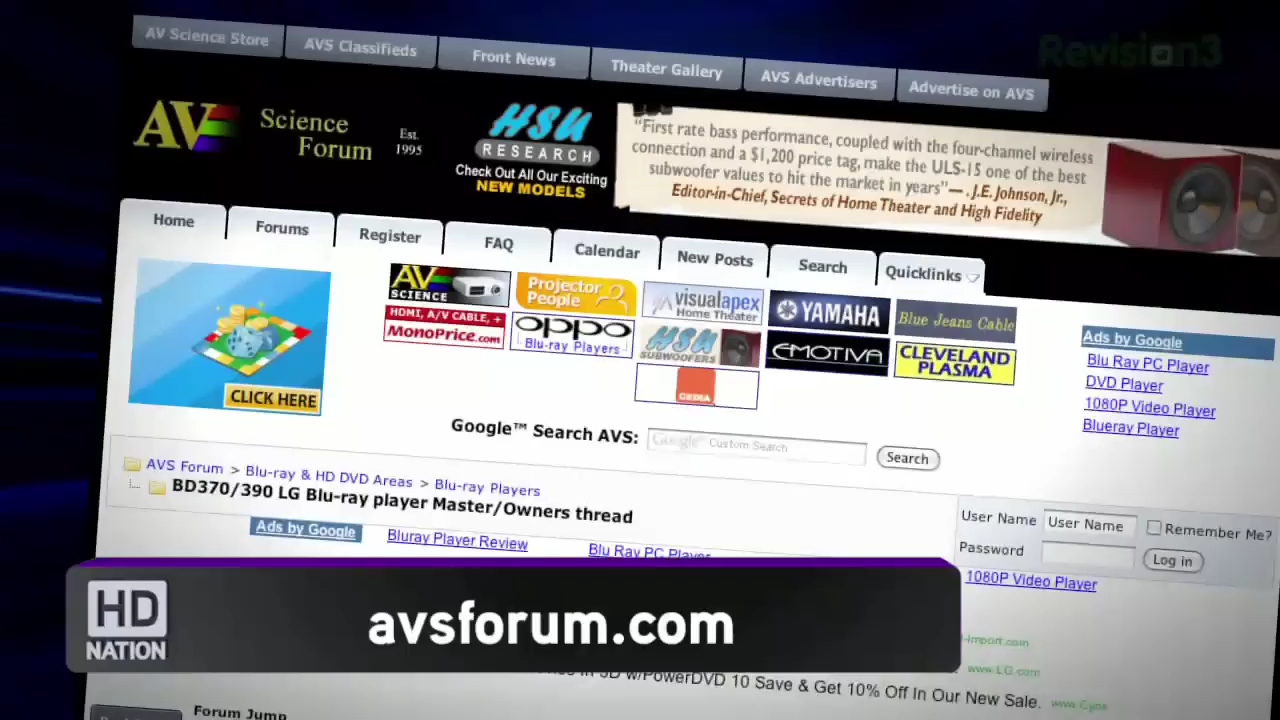 AV Science Store
AVS Classifieds
Front News
Theater Gallery
AVS Advertisers
Advertise on AVS
Revision3
AV
Science
Forum
Est.
1995
HSU
RESEARCH
Check Out All Our Exciting
NEW MODELS
“First rate bass performance, coupled with the four-channel wireless
connection and a $1,200 price tag, make the ULS-15 one of the best
subwoofer values to hit the market in years”— . J.E. Johnson, Jr.,
Editor-in-Chief, Secrets of Home Theater and High Fidelity
Home
Forums
Register
FAQ
Calendar
New Posts
Search
Quicklinks
CLICK HERE
AV
SCIENCE
Projector
People
visualapex
Home Theater
YAMAHA
Blue Jeans Cable
HDMI, A/V CABLE, +
MonoPrice.com
oppo
Blu-ray Players
HSU
SUBWOOFERS
EMOTIVA
CLEVELAND
PLASMA
CEDIA
Ads by Google
Blu Ray PC Player
DVD Player
1080P Video Player
Blueray Player
Google™ Search AVS:
Google™ Custom Search
Search
AVS Forum > Blu-ray & HD DVD Areas > Blu-ray Players
BD370/390 LG Blu-ray player Master/Owners thread
User Name
User Name
Remember Me?
Password
Log in
Ads by Google
Bluray Player Review
Blu Ray PC Player
1080P Video Player
HD
NATION
avsforum.com
-import.com
www.LG.com
in 3D w/PowerDVD 10 Save & Get 10% Off In Our New Sale.
Forum Jump